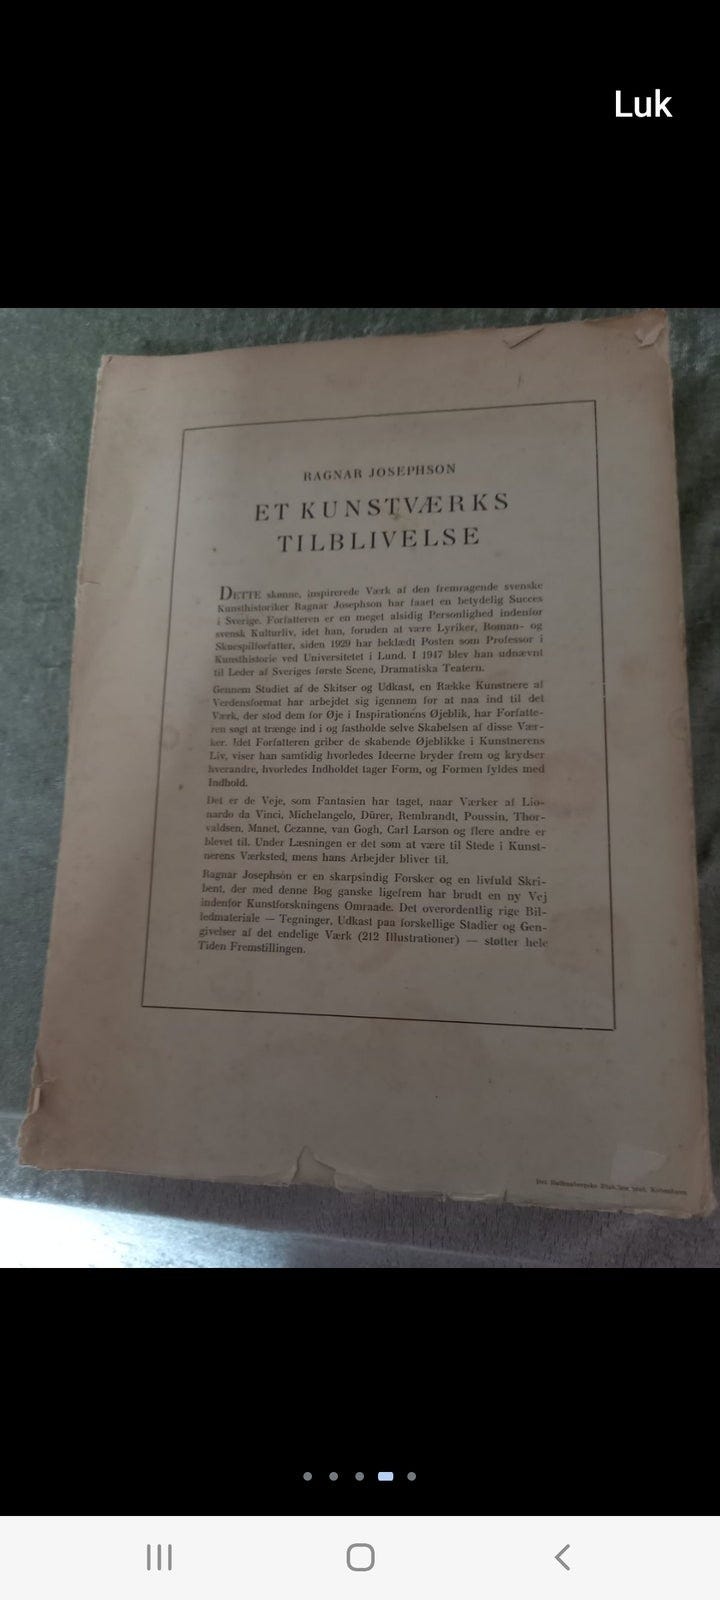 Luk
RAGNAR JOSEPHSON
ET KUNSTVÆRKS
TILBLIVELSE
DETTE skønne, inspirerede Værk af den fremragende svenske
Kunsthistoriker Ragnar Josephson har faaet en betydelig Succes
i Sverige. Forfatteren er en meget alsidig Personlighed indenfor
svensk Kulturliv, idet han, foruden at være Lyriker, Roman- og
Skuespilforfatter, siden 1929 har beklædt Posten som Professor i
Kunsthistorie ved Universitetet i Lund. I 1947 blev han udnævnt
til Leder af Sveriges første Scene, Dramatiska Teatern.
Gennem Studiet af de Skitser og Udkast, en Række Kunstnere af
Verdensformat har arbejdet sig igennem for at naa ind til det
Værk, der stod dem for Øje i Inspirationens Øjeblik, har Forfatte-
ren søgt at trænge ind i og fastholde selve Skabelsen af disse Vær-
ker. Idet Forfatteren griber de skabende Øjeblikke i Kunstnerens
Liv, viser han samtidig hvorledes Ideerne bryder frem og krydser
hverandre, hvorledes Indholdet tager Form, og Formen fyldes med
Indhold.
Det er de Veje, som Fantasien har taget, naar Værker af Lio-
nardo da Vinci, Michelangelo, Dürer, Rembrandt, Poussin, Thor-
valdsen, Manet, Cezanne, van Gogh, Carl Larson og flere andre er
blevet til. Under Læsningen er det som at være til Stede i Kunst-
nerens Værksted, mens hans Arbejder bliver til.
Ragnar Josephson er en skarpsindig Forsker og en livfuld Skri-
bent, der med denne Bog ganske ligefrem har brudt en ny Vej
indenfor Kunstforskningens Omraade. Det overordentlig rige Bil-
ledmateriale — Tegninger, Udkast paa forskellige Stadier og Gen-
givelser af det endelige Værk (212 Illustrationer) — støtter hele
Tiden Fremstillingen.
Det København